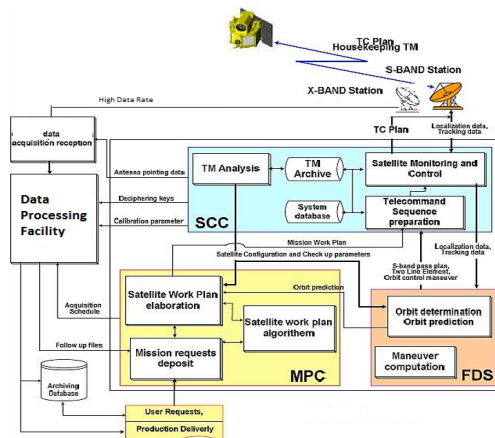 TC Plan
Housekeeping TM
S-BAND Station
X-BAND Station
High Data Rate
TC Plan
Localization data,
Tracking data
data
acquisition reception
Antenna pointing data
TM Analysis
TM
Archive
Satellite Monitoring and
Control
Data
Processing
Facility
Deciphering keys
System
database
Telecommand
Sequence
preparation
Calibration parameter
SCC
Mission Work Plan
Satellite Configuration and Check up parameters
Localization data,
Tracking data
S-band pass plan,
Two Line Element,
Orbit control maneuver
Orbit prediction
Satellite Work Plan
elaboration
Acquisition
Schedule
Satellite work plan
algorithem
Orbit determination
Orbit prediction
Follow up files
Mission requests
deposit
Maneuver
computation
MPC
FDS
Archiving
Database
User Requests,
Production Delivery